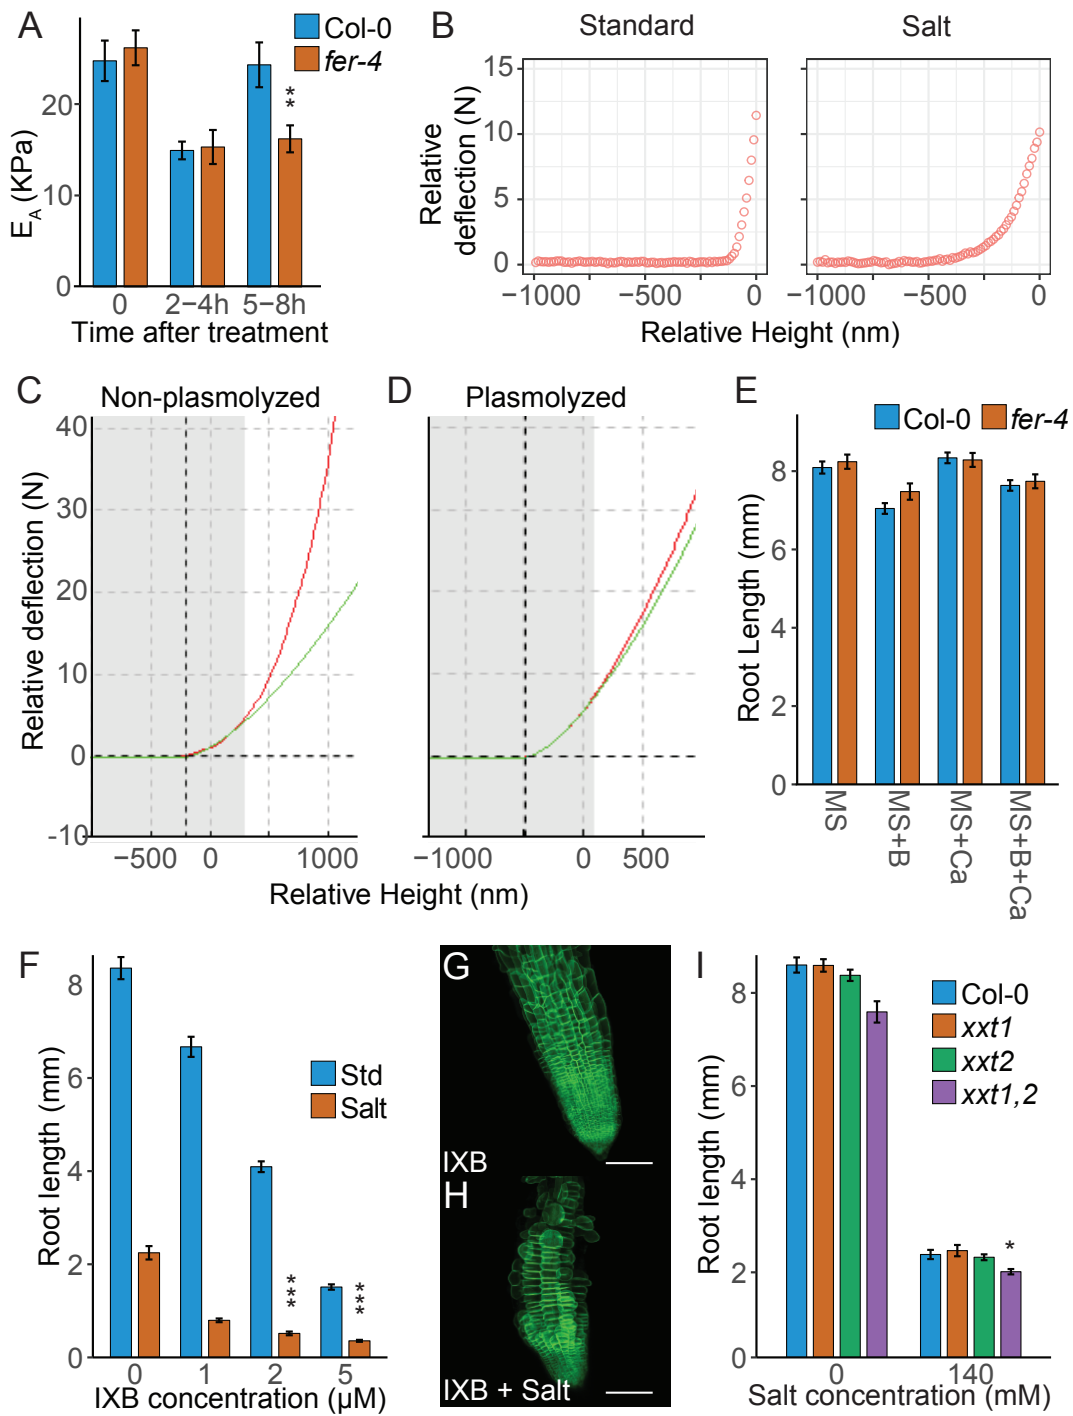 A
Col-0
fer-4
E_A (KPa)
20
10
0
**
0 2−4h 5−8h
Time after treatment
B
Standard
Salt
Relative
deflection (N)
15
10
5
0
−1000 −500 0
−1000 −500 0
Relative Height (nm)
C
Non-plasmolyzed
D
Plasmolyzed
Relative deflection (N)
40
30
20
10
0
-10
−500 0 1000
−1000 0 500
Relative Height (nm)
E
Col-0 fer-4
Root Length (mm)
8
6
4
2
0
MS
MS+B
MS+Ca
MS+B+Ca
F
Root length (mm)
8
6
4
2
0
Std
Salt
***
***
0 1 2 5
IXB concentration (µM)
G
IXB
H
IXB + Salt
I
Root length (mm)
8
6
4
2
0
Col-0
xxt1
xxt2
xxt1,2
*
0 140
Salt concentration (mM)